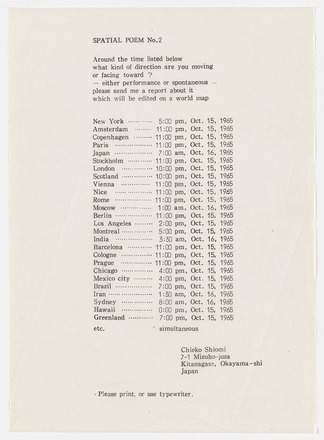 SPATIAL POEM No.2
Around the time listed below
what kind of direction are you moving
or facing toward ?
— either performance or spontaneous —
please send me a report about it
which will be edited on a world map
New York ············ 5:00 pm, Oct. 15, 1965
Amsterdam ········ 11:00 pm, Oct. 15, 1965
Copenhagen ······· 11:00 pm, Oct. 15, 1965
Paris ················ 11:00 pm, Oct. 15, 1965
Japan ················ 7:00 am, Oct. 16, 1965
Stockholm ·········· 11:00 pm, Oct. 15, 1965
London ·············· 10:00 pm, Oct. 15, 1965
Scotland ············ 10:00 pm, Oct. 15, 1965
Vienna ·············· 11:00 pm, Oct. 15, 1965
Nice ················· 11:00 pm, Oct. 15, 1965
Rome ················ 11:00 pm, Oct. 15, 1965
Moscow ············· 1:00 am, Oct. 16, 1965
Berlin ··············· 11:00 pm, Oct. 15, 1965
Los Angeles ········ 2:00 pm, Oct. 15, 1965
Montreal ············ 5:00 pm, Oct. 15, 1965
India ················ 3:30 am, Oct. 16, 1965
Barcelona ··········· 11:00 pm, Oct. 15, 1965
Cologne ············· 11:00 pm, Oct. 15, 1965
Prague ·············· 11:00 pm, Oct. 15, 1965
Chicago ············· 4:00 pm, Oct. 15, 1965
Mexico city ········ 4:00 pm, Oct. 15, 1965
Brazil ··············· 7:00 pm, Oct. 15, 1965
Iran ·················· 1:30 am, Oct. 16, 1965
Sydney ·············· 8:00 am, Oct. 16, 1965
Hawaii ·············· 0:00 pm, Oct. 15, 1965
Greenland ·········· 7:00 pm, Oct. 15, 1965
etc. simultaneous
Chieko Shiomi
7-1 Mizuho-juza
Kitanagase, Okayama-shi
Japan
· Please print, or use typewriter.